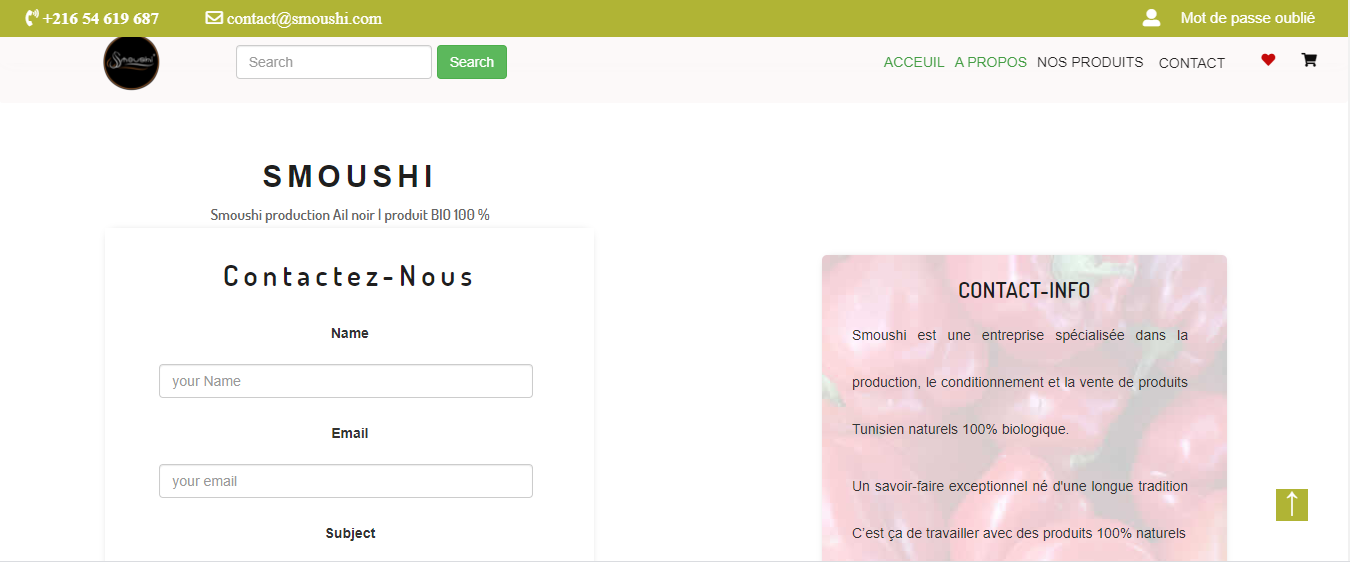 +216 54 619 687 contact@smoushi.com Mot de passe oublié
Smoushi Search Search ACCEUIL A PROPOS NOS PRODUITS CONTACT
SMOUSHI
Smoushi production Ail noir | produit BIO 100 %
Contactez-Nous
Name
your Name
Email
your email
Subject
CONTACT-INFO
Smoushi est une entreprise spécialisée dans la
production, le conditionnement et la vente de produits
Tunisien naturels 100% biologique.
Un savoir-faire exceptionnel né d'une longue tradition
C’est ça de travailler avec des produits 100% naturels